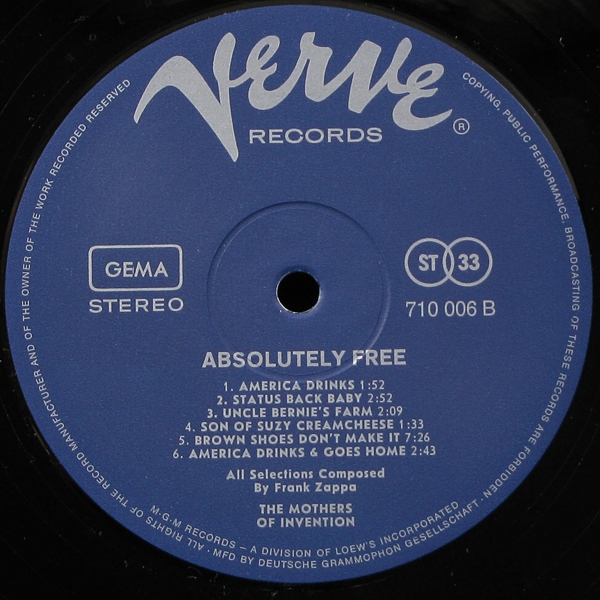 verve
RECORDS
®
GEMA
STEREO
ST 33
710 006 B
ABSOLUTELY FREE
1. AMERICA DRINKS 1:52
2. STATUS BACK BABY 2:52
3. UNCLE BERNIE'S FARM 2:09
4. SON OF SUZY CREAMCHEESE 1:33
5. BROWN SHOES DON'T MAKE IT 7:26
6. AMERICA DRINKS & GOES HOME 2:43
All Selections Composed
By Frank Zappa
THE MOTHERS
OF INVENTION
M·G·M RECORDS – A DIVISION OF LOEW'S INCORPORATED
ALL RIGHTS OF THE RECORD MANUFACTURER AND OF THE OWNER OF THE WORK RECORDED RESERVED
COPYING, PUBLIC PERFORMANCE, BROADCASTING OF THESE RECORDS ARE FORBIDDEN · MFD BY DEUTSCHE GRAMMOPHON GESELLSCHAFT ·